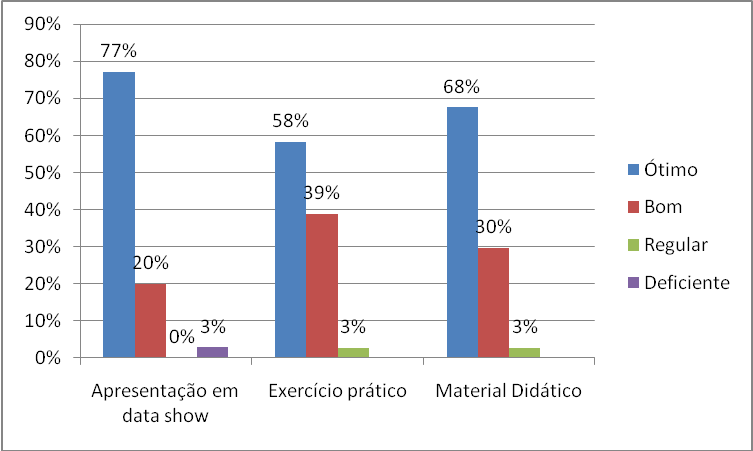 90%
80%
70%
60%
50%
40%
30%
20%
10%
0%
77%
20%
0%
3%
58%
39%
3%
68%
30%
3%
Apresentação em
data show
Exercício prático
Material Didático
Ótimo
Bom
Regular
Deficiente